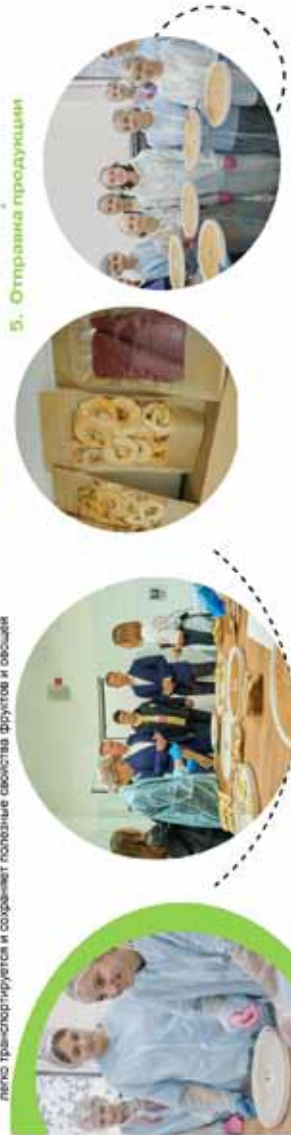 легко транспортируется и сохраняет полезные свойства фруктов и овощей
5. Отправка продукции